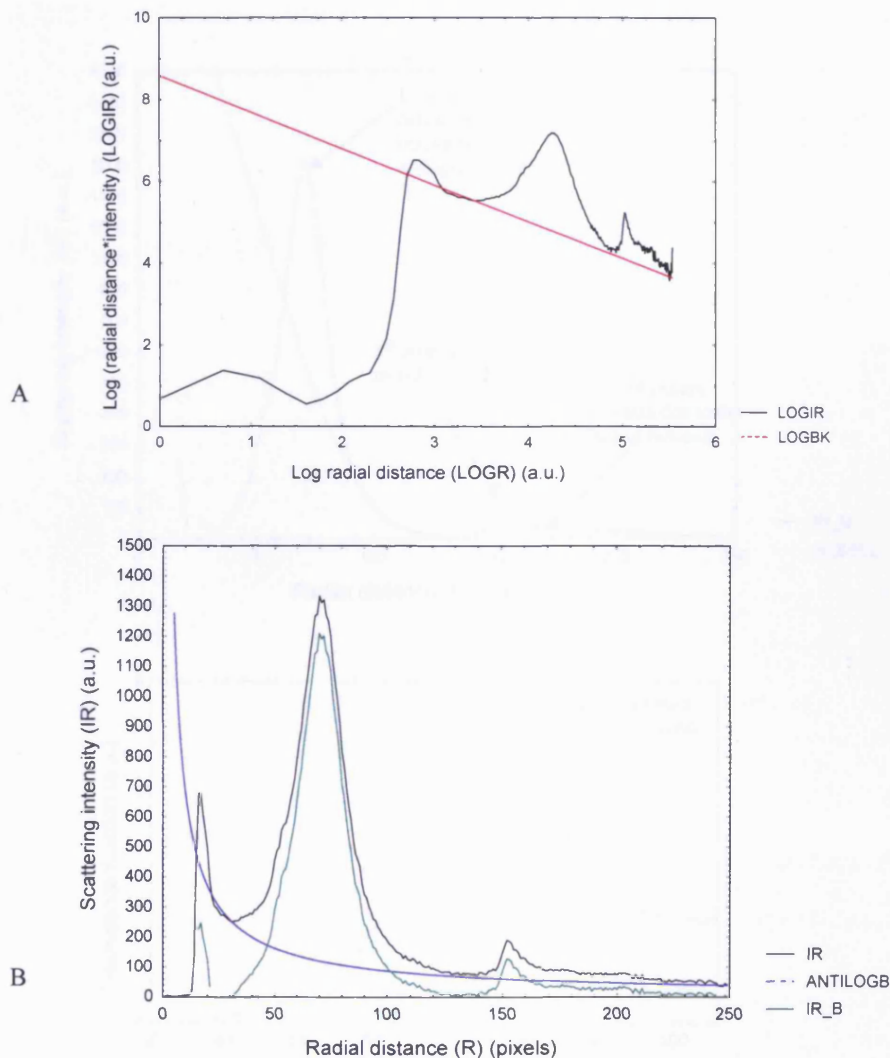 10
8
6
4
2
0
Log (radial distance*intensity) (LOGIR) (a.u.)
A
0 1 2 3 4 5 6
Log radial distance (LOGR) (a.u.)
LOGIR
LOGBK
1500
1400
1300
1200
1100
1000
900
800
700
600
500
400
300
200
100
0
Scattering intensity (IR) (a.u.)
B
0 50 100 150 200 250
Radial distance (R) (pixels)
IR
ANTILOGB
IR_B